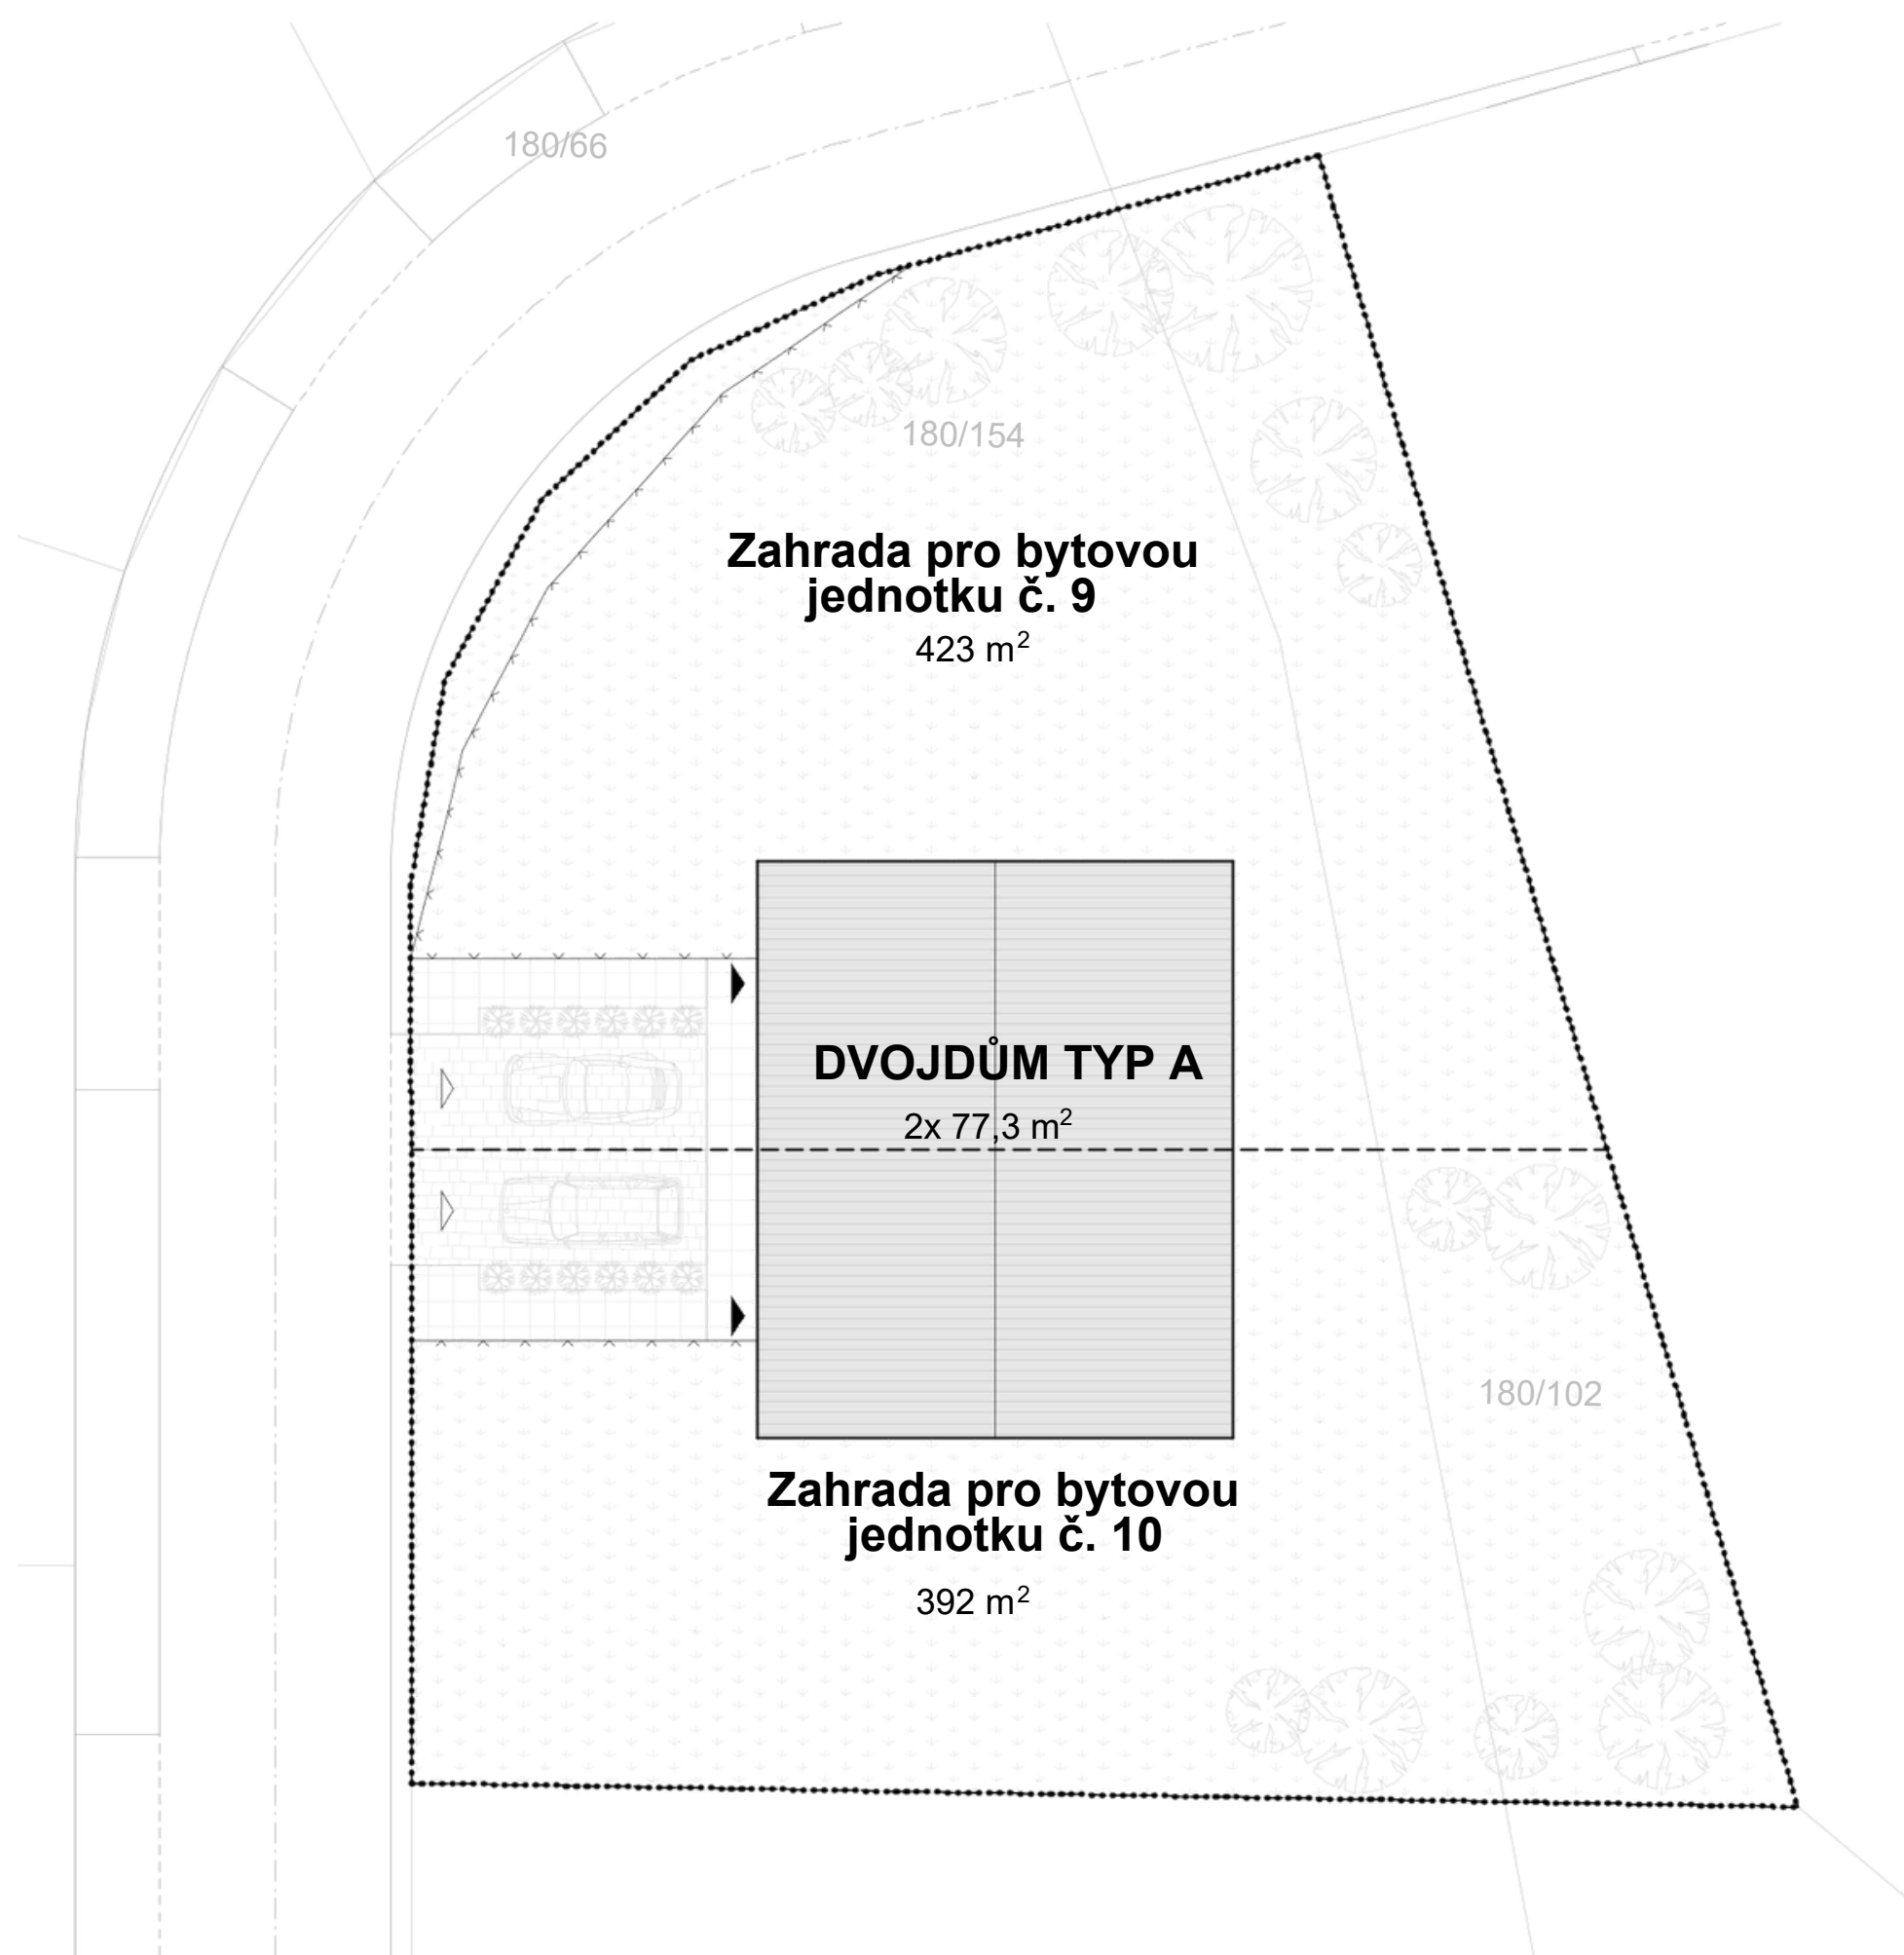 180/66
180/154
Zahrada pro bytovou
jednotku č. 9
423 m²
DVOJDŮM TYP A
2x 77,3 m²
180/102
Zahrada pro bytovou
jednotku č. 10
392 m²